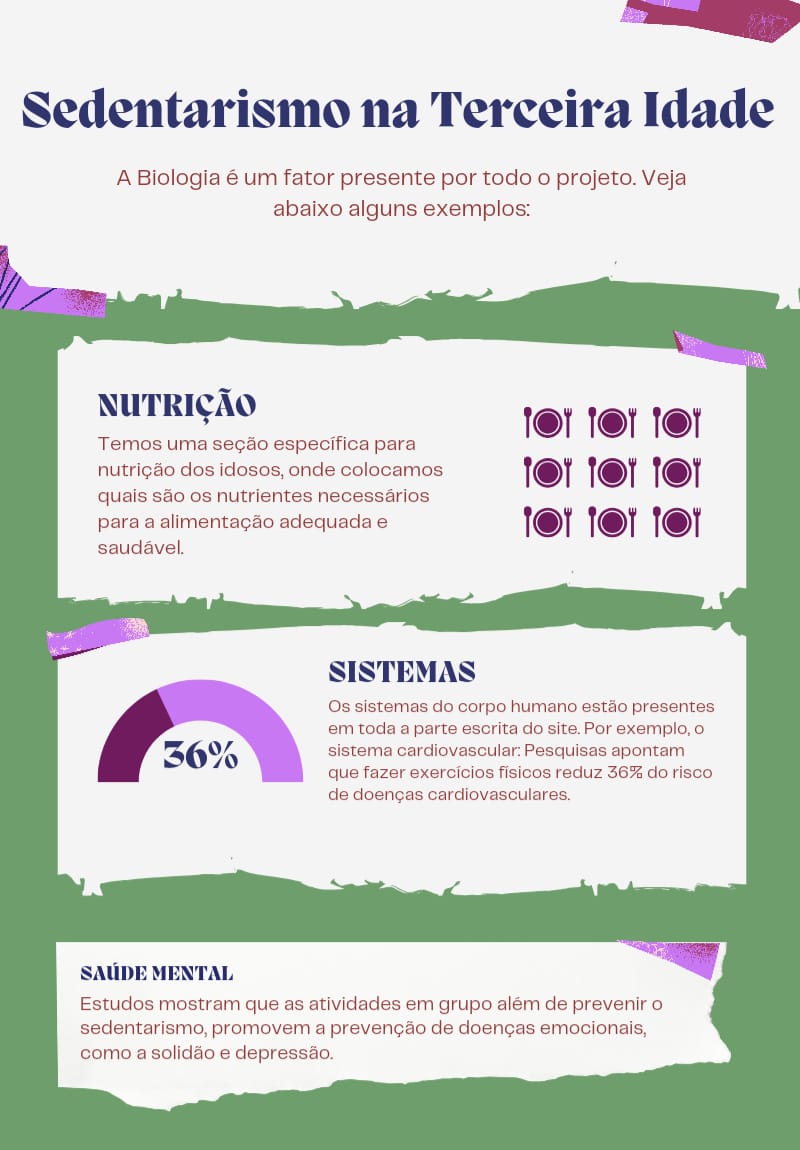 Sedentarismo na Terceira Idade
A Biologia é um fator presente por todo o projeto. Veja
abaixo alguns exemplos:
NUTRIÇÃO
Temos uma seção específica para
nutrição dos idosos, onde colocamos
quais são os nutrientes necessários
para a alimentação adequada e
saudável.
36%
SISTEMAS
Os sistemas do corpo humano estão presentes
em toda a parte escrita do site. Por exemplo, o
sistema cardiovascular: Pesquisas apontam
que fazer exercícios físicos reduz 36% do risco
de doenças cardiovasculares.
SAÚDE MENTAL
Estudos mostram que as atividades em grupo além de prevenir o
sedentarismo, promovem a prevenção de doenças emocionais,
como a solidão e depressão.